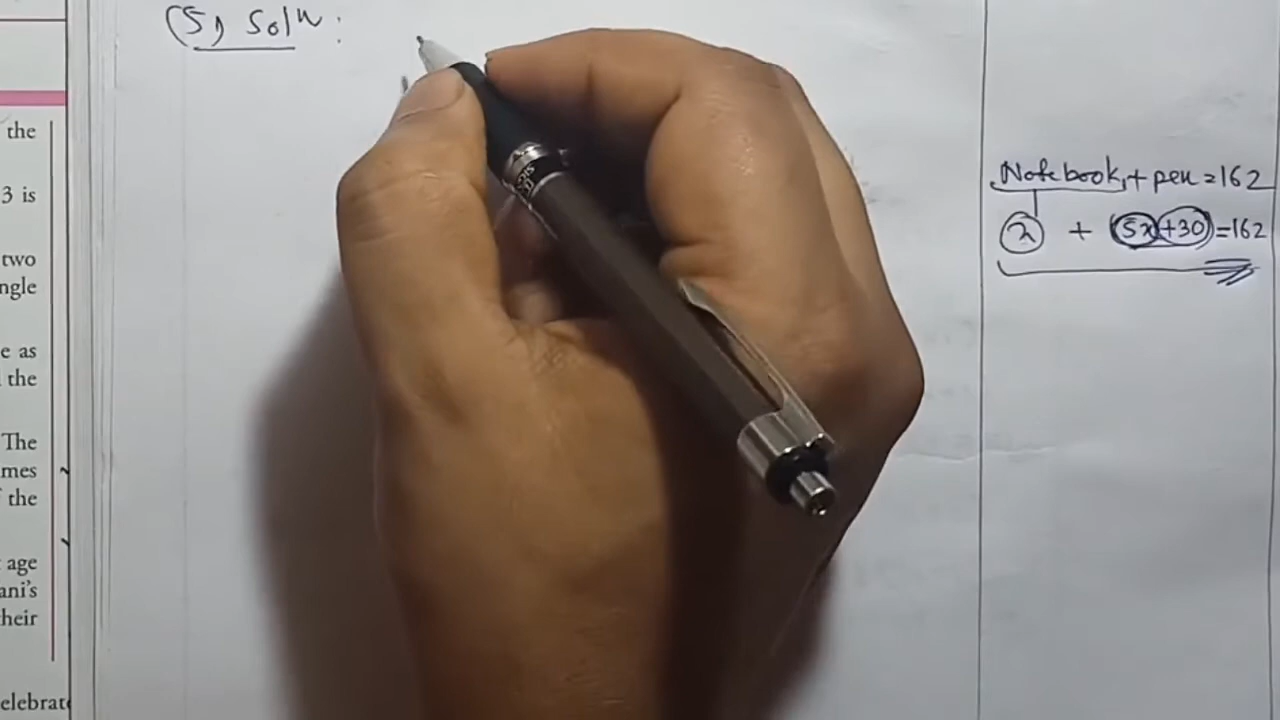 (5) Soln :
the
3 is
two
ngle
e as
the
The
mes
the
age
ani's
heir
elebrate
Notebook + pen = 162
x + (5x + 30) = 162